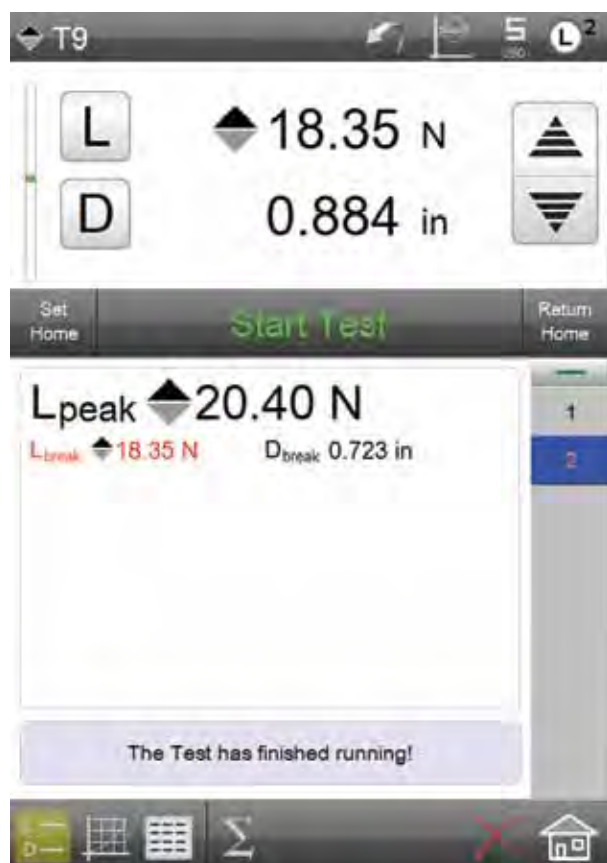 T9
S
L 2
L 18.35 N
D 0.884 in
Set Home
Start Test
Return Home
Lpeak 20.40 N
Lbreak 18.35 N Dbreak 0.723 in
1
2
The Test has finished running!
D
Σ